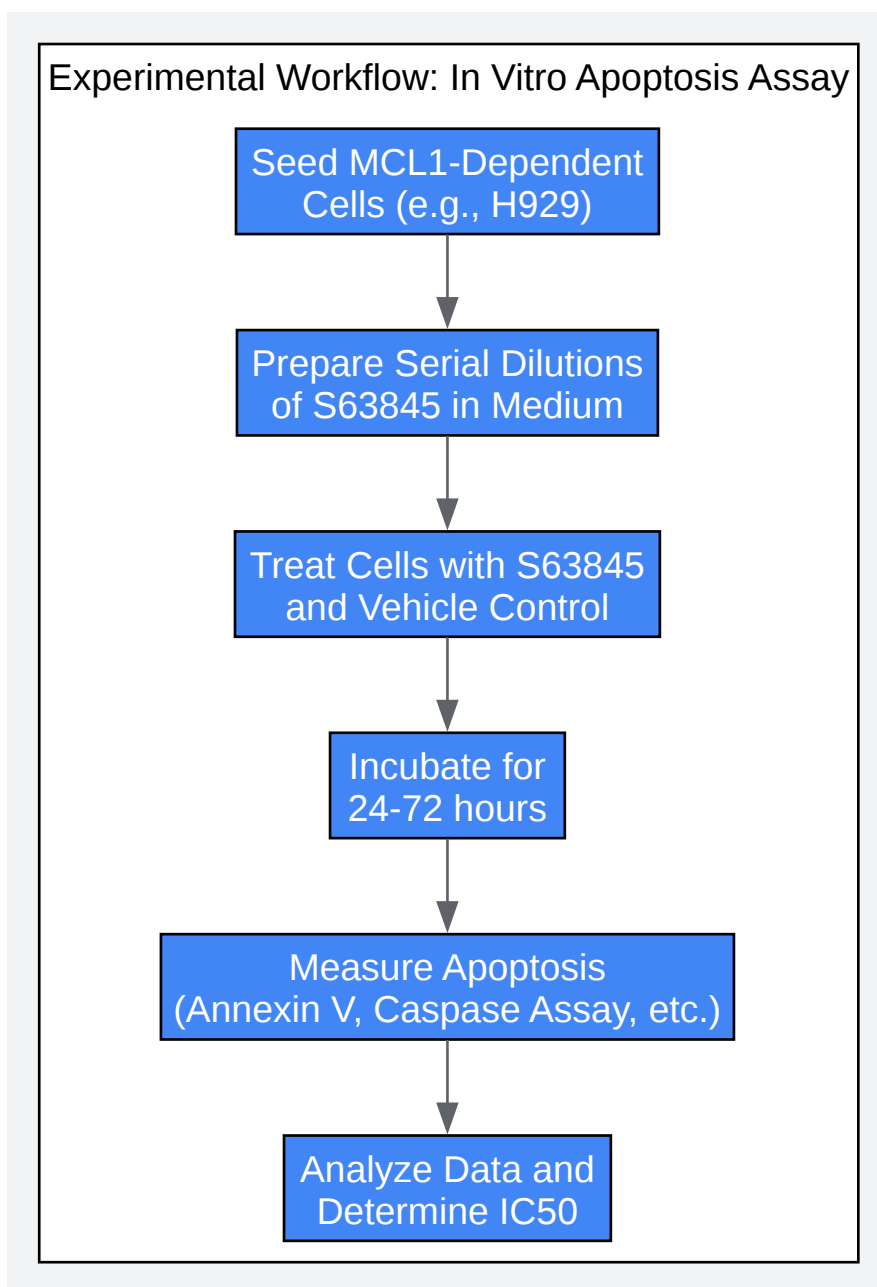 Experimental Workflow: In Vitro Apoptosis Assay
Seed MCL1-Dependent
Cells (e.g., H929)
Prepare Serial Dilutions
of S63845 in Medium
Treat Cells with S63845
and Vehicle Control
Incubate for
24-72 hours
Measure Apoptosis
(Annexin V, Caspase Assay, etc.)
Analyze Data and
Determine IC50